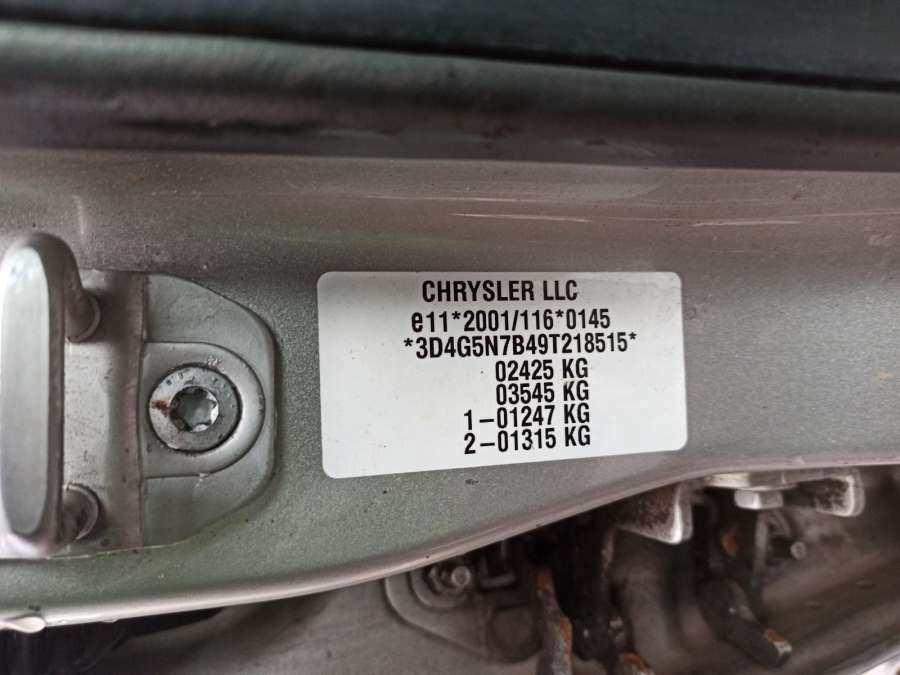 CHRYSLER LLC
e11*2001/116*0145
*3D4G5N7B49T218515*
02425 KG
03545 KG
1-01247 KG
2-01315 KG